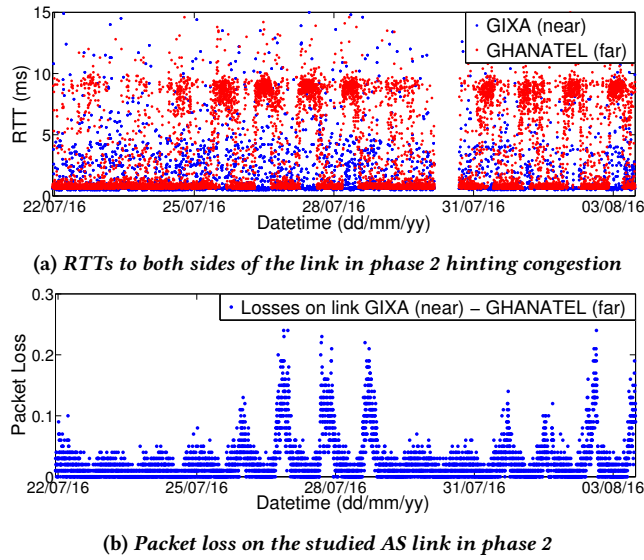 15
GIXA (near)
GHANATEL (far)
10
RTT (ms)
5
0
22/07/16 25/07/16 28/07/16 31/07/16 03/08/16
Datetime (dd/mm/yy)
(a) RTTs to both sides of the link in phase 2 hinting congestion
0.3
Losses on link GIXA (near) − GHANATEL (far)
0.2
Packet Loss
0.1
0
22/07/16 25/07/16 28/07/16 31/07/16 03/08/16
Datetime (dd/mm/yy)
(b) Packet loss on the studied AS link in phase 2